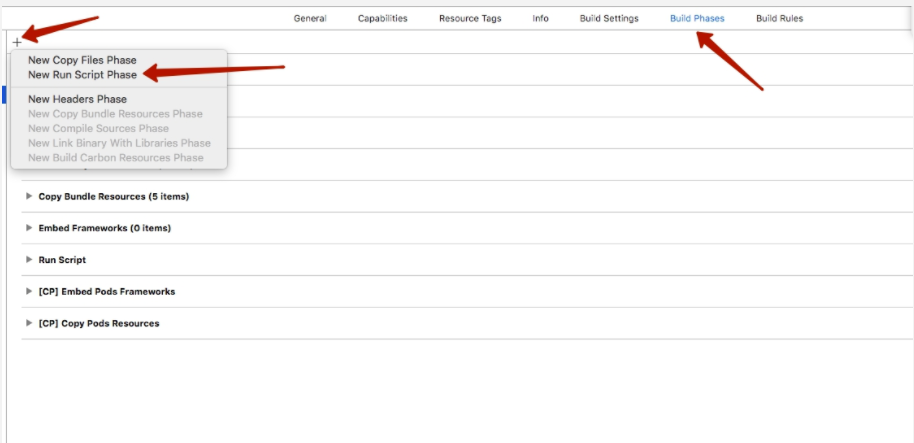 General Capabilities Resource Tags Info Build Settings Build Phases Build Rules
+
New Copy Files Phase
New Run Script Phase
New Headers Phase
New Copy Bundle Resources Phase
New Compile Sources Phase
New Link Binary With Libraries Phase
New Build Carbon Resources Phase
Copy Bundle Resources (5 items)
Embed Frameworks (0 items)
Run Script
[CP] Embed Pods Frameworks
[CP] Copy Pods Resources